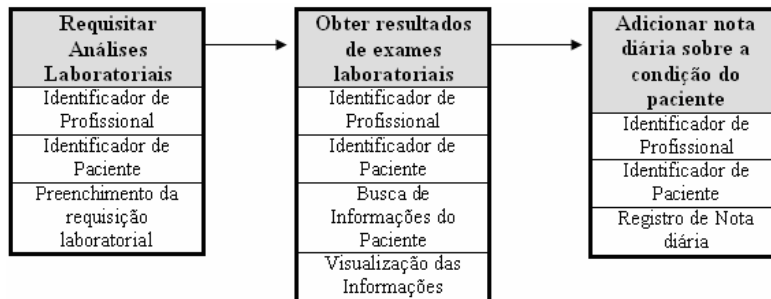 Requisitar
Análises
Laboratoriais
Identificador de
Profissional
Identificador de
Paciente
Preenchimento da
requisição
laboratorial
Obter resultados
de exames
laboratoriais
Identificador de
Profissional
Identificador de
Paciente
Busca de
Informações do
Paciente
Visualização das
Informações
Adicionar nota
diária sobre a
condição do
paciente
Identificador de
Profissional
Identificador de
Paciente
Registro de Nota
diária